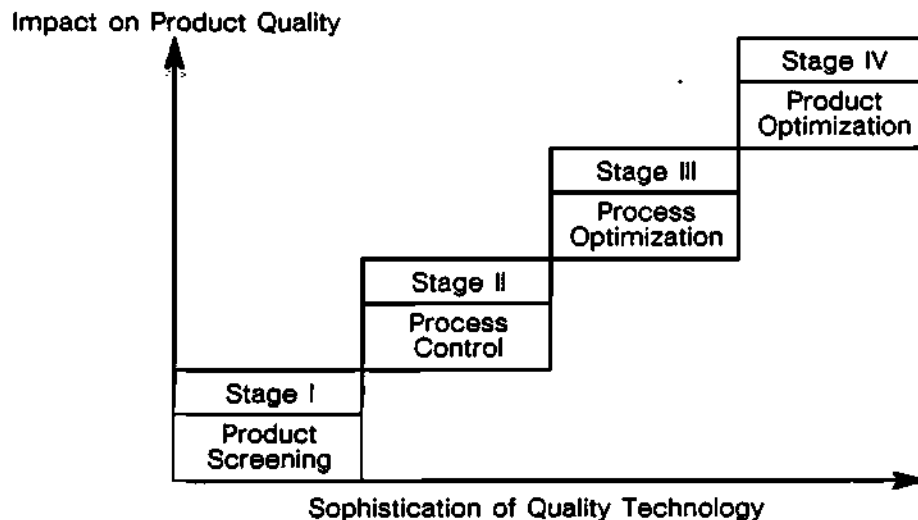 Impact on Product Quality
Stage IV
Product
Optimization
Stage III
Process
Optimization
Stage II
Process
Control
Stage I
Product
Screening
Sophistication of Quality Technology